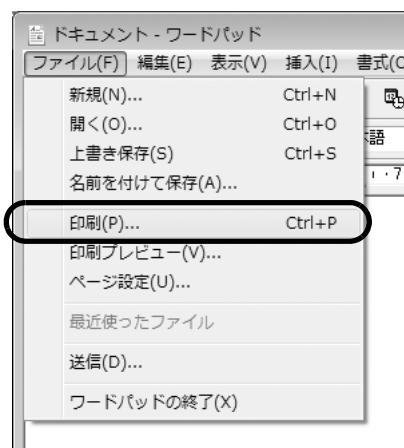 ドキュメント - ワードパッド
ファイル(F) 編集(E) 表示(V) 挿入(I) 書式(O
新規(N)... Ctrl+N
開く(O)... Ctrl+O
上書き保存(S) Ctrl+S
語
名前を付けて保存(A)...
7
印刷(P)... Ctrl+P
印刷プレビュー(V)...
ページ設定(U)...
最近使ったファイル
送信(D)...
ワードパッドの終了(X)